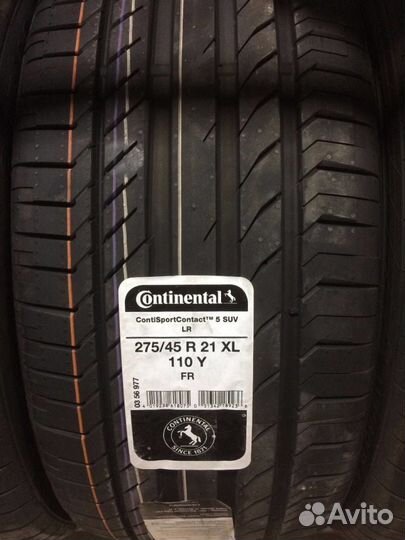 Continental
ContiSportContact™ 5 SUV
LR
275/45 R 21 XL
110 Y
FR
03 56 977
CONTINENTAL
SINCE 1871
Avito